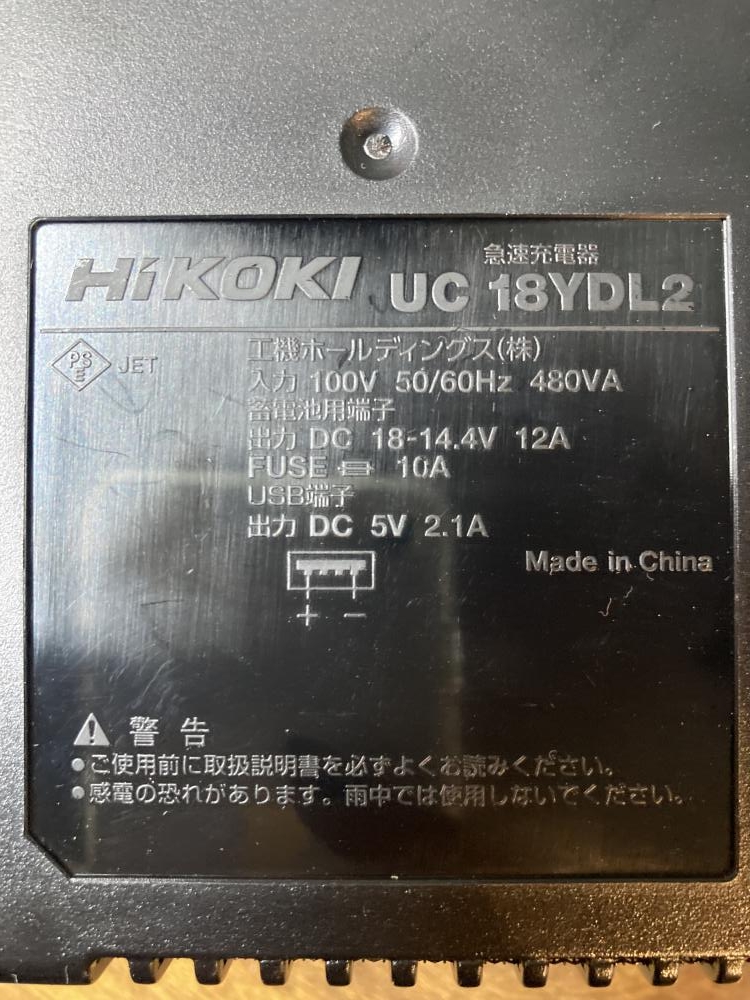 急速充電器
HiKOKI UC 18YDL2
PSE JET
工機ホールディングス(株)
入力 100V 50/60Hz 480VA
蓄電池用端子
出力 DC 18-14.4V 12A
FUSE 10A
USB端子
出力 DC 5V 2.1A
Made in China
+ −
警告
●ご使用前に取扱説明書を必ずよくお読みください。
●感電の恐れがあります。雨中では使用しないでください。